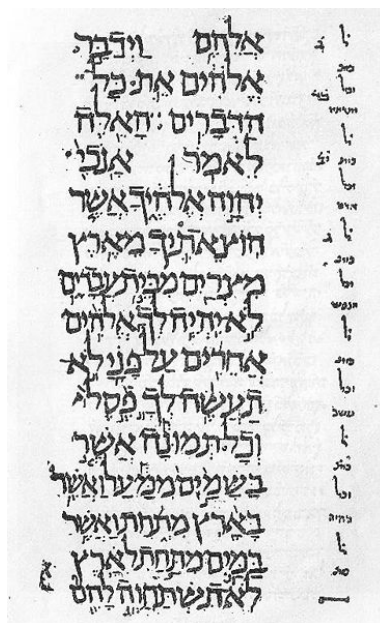 אלהם וידבר
אלהים את כל
הדברים האלה
לאמר אנכי
יהוה אלהיך אשר
הוצאתיך מארץ
מצרים מבית עבדים
לא יהיה לך אלהים
אחרים על פני לא
תעשה לך פסל
וכל תמונה אשר
בשמים ממעל ואשר
בארץ מתחת ואשר
במים מתחת לארץ
לא תשתחוה להם